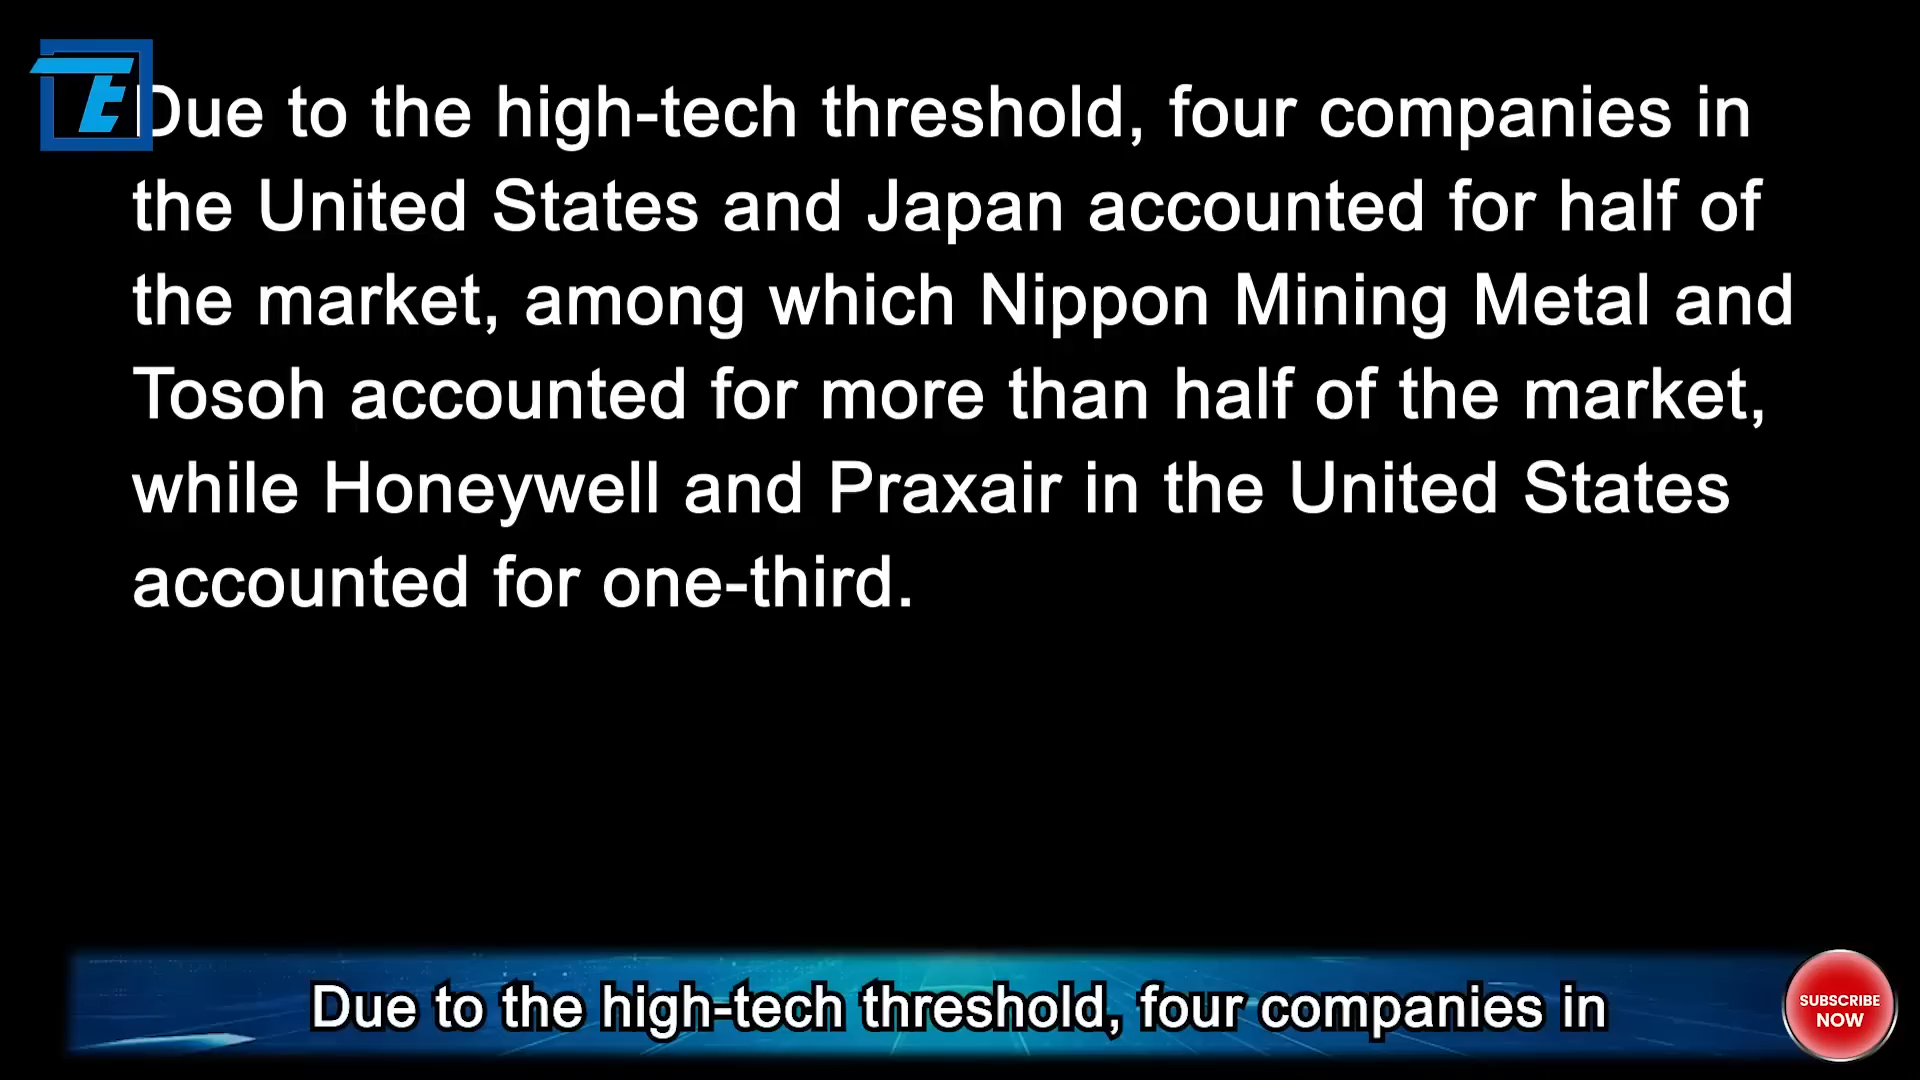 TE
Due to the high-tech threshold, four companies in
the United States and Japan accounted for half of
the market, among which Nippon Mining Metal and
Tosoh accounted for more than half of the market,
while Honeywell and Praxair in the United States
accounted for one-third.
Due to the high-tech threshold, four companies in
SUBSCRIBE
NOW